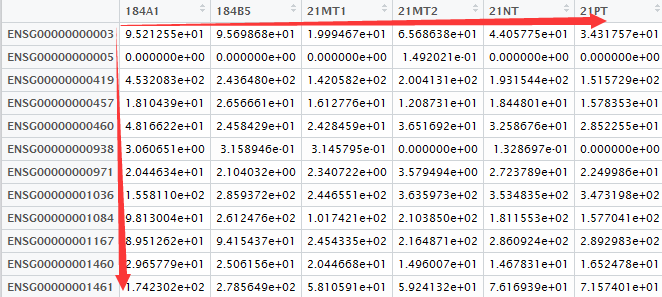 184A1 184B5 21MT1 21MT2 21NT 21PT
ENSG00000000003 9.521255e+01 9.569868e+01 1.999467e+01 6.568638e+01 4.405775e+01 3.431757e+01
ENSG00000000005 0.000000e+00 0.000000e+00 0.000000e+00 1.492021e-01 0.000000e+00 0.000000e+00
ENSG00000000419 4.532083e+02 2.436480e+02 1.420582e+02 2.004131e+02 1.931544e+02 1.515729e+02
ENSG00000000457 1.810439e+01 2.656661e+01 1.612776e+01 1.208731e+01 1.844801e+01 1.578353e+01
ENSG00000000460 4.816622e+01 2.458429e+01 2.428459e+01 3.651692e+01 3.258676e+01 2.852255e+01
ENSG00000000938 3.060651e+00 3.158946e-01 3.145795e-01 0.000000e+00 1.328697e-01 0.000000e+00
ENSG00000000971 2.044634e+01 2.104032e+00 2.340722e+00 3.579494e+00 2.723789e+01 2.249986e+01
ENSG00000001036 1.558110e+02 2.859372e+02 2.446551e+02 3.635973e+02 3.534835e+02 3.473198e+02
ENSG00000001084 9.813004e+01 2.612476e+02 1.017421e+02 2.103850e+02 1.811553e+02 1.577041e+02
ENSG00000001167 8.951262e+01 9.415437e+01 2.454335e+02 2.164871e+02 2.860924e+02 2.892983e+02
ENSG00000001460 2.965779e+01 2.506156e+01 2.044668e+01 1.496007e+01 1.467831e+01 1.652478e+01
ENSG00000001461 1.742302e+02 2.785649e+02 5.810591e+01 5.924132e+01 7.616939e+01 7.157401e+01